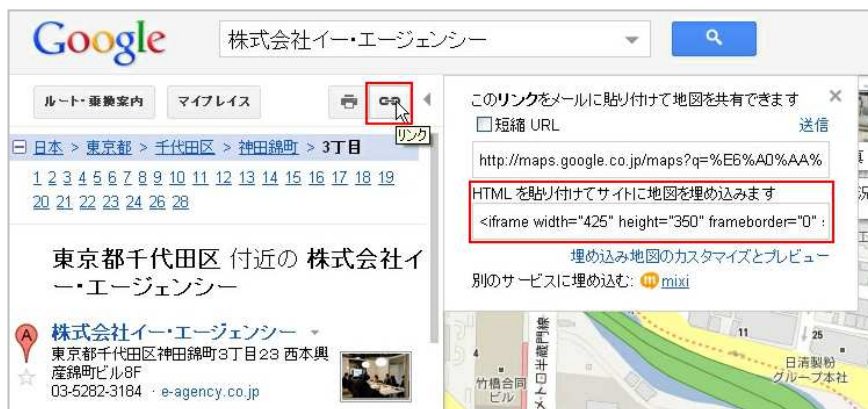 Google
株式会社イー・エージェンシー
ルート・乗換案内
マイプレイス
リンク
日本 > 東京都 > 千代田区 > 神田錦町 > 3丁目
1 2 3 4 5 6 7 8 9 10 11 12 13 14 15 16 17 18 19
20 21 22 23 24 26 28
東京都千代田区 付近の 株式会社イ
ー・エージェンシー
A
株式会社イー・エージェンシー
東京都千代田区神田錦町3丁目23 西本興
産錦町ビル8F
03-5282-3184 · e-agency.co.jp
このリンクをメールに貼り付けて地図を共有できます
短縮 URL
送信
http://maps.google.co.jp/maps?q=%E6%A0%AA%
HTML を貼り付けてサイトに地図を埋め込みます
<iframe width="425" height="350" frameborder="0"
埋め込み地図のカスタマイズとプレビュー
別のサービスに埋め込む: mixi
11
25
4
竹橋合同
ビル
メトロ半蔵門線
日清製粉
グループ本社